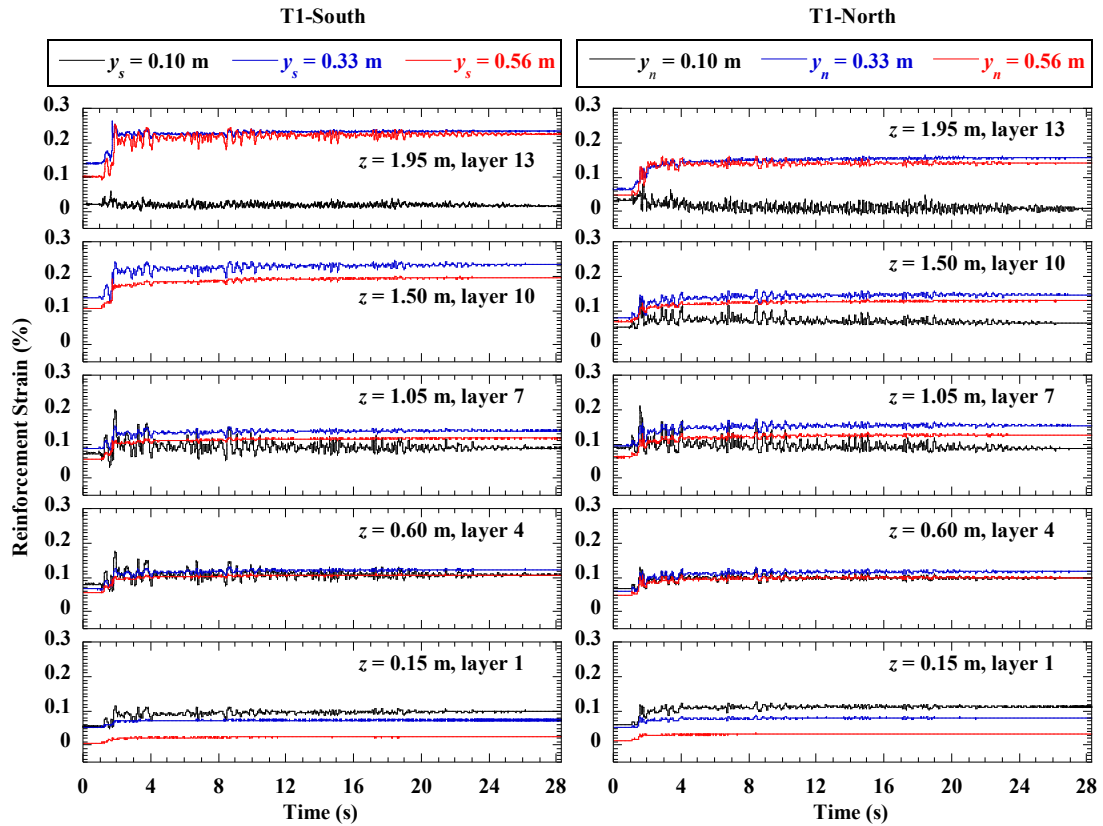 T1-South
T1-North
yₛ = 0.10 m yₛ = 0.33 m yₛ = 0.56 m
yₙ = 0.10 m yₙ = 0.33 m yₙ = 0.56 m
Reinforcement Strain (%)
0.3
0.2
0.1
0
z = 1.95 m, layer 13
0.3
0.2
0.1
0
z = 1.95 m, layer 13
0.3
0.2
0.1
0
z = 1.50 m, layer 10
0.3
0.2
0.1
0
z = 1.50 m, layer 10
0.3
0.2
0.1
0
z = 1.05 m, layer 7
0.3
0.2
0.1
0
z = 1.05 m, layer 7
0.3
0.2
0.1
0
z = 0.60 m, layer 4
0.3
0.2
0.1
0
z = 0.60 m, layer 4
0.3
0.2
0.1
0
z = 0.15 m, layer 1
0.3
0.2
0.1
0
z = 0.15 m, layer 1
0 4 8 12 16 20 24 28
0 4 8 12 16 20 24 28
Time (s)
Time (s)